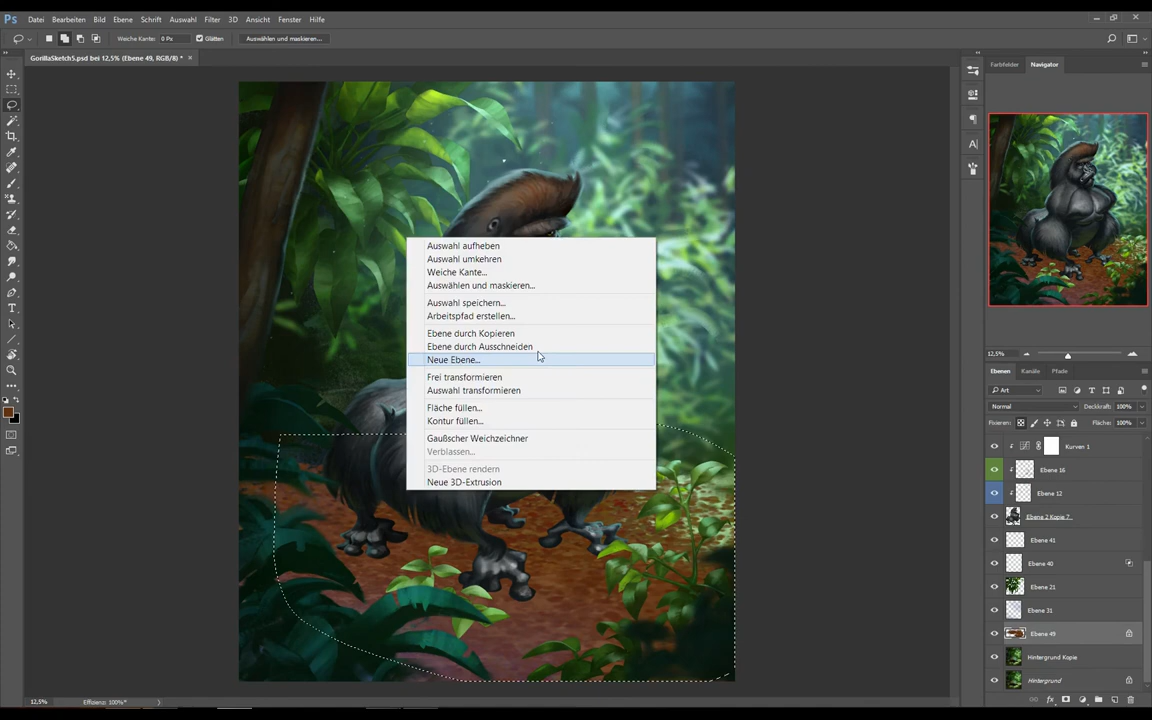 Ps Datei Bearbeiten Bild Ebene Schrift Auswahl Filter 3D Ansicht Fenster Hilfe
Weiche Kante: 0 Px Glätten Auswählen und maskieren...
GorillaSketch5.psd bei 12,5% (Ebene 49, RGB/8) *
Farbfelder Navigator
Auswahl aufheben
Auswahl umkehren
Weiche Kante...
Auswählen und maskieren...
Auswahl speichern...
Arbeitspfad erstellen...
Ebene durch Kopieren
Ebene durch Ausschneiden
Neue Ebene...
Frei transformieren
Auswahl transformieren
Fläche füllen...
Kontur füllen...
Gaußscher Weichzeichner
Verblassen...
3D-Ebene rendern
Neue 3D-Extrusion
12,5%
Ebenen Kanäle Pfade
Art
Normal Deckkraft: 100%
Fixieren: Fläche: 100%
Kurven 1
Ebene 16
Ebene 12
Ebene 2 Kopie 7
Ebene 41
Ebene 40
Ebene 21
Ebene 31
Ebene 49
Hintergrund Kopie
Hintergrund
12,5% Effizienz: 100%*